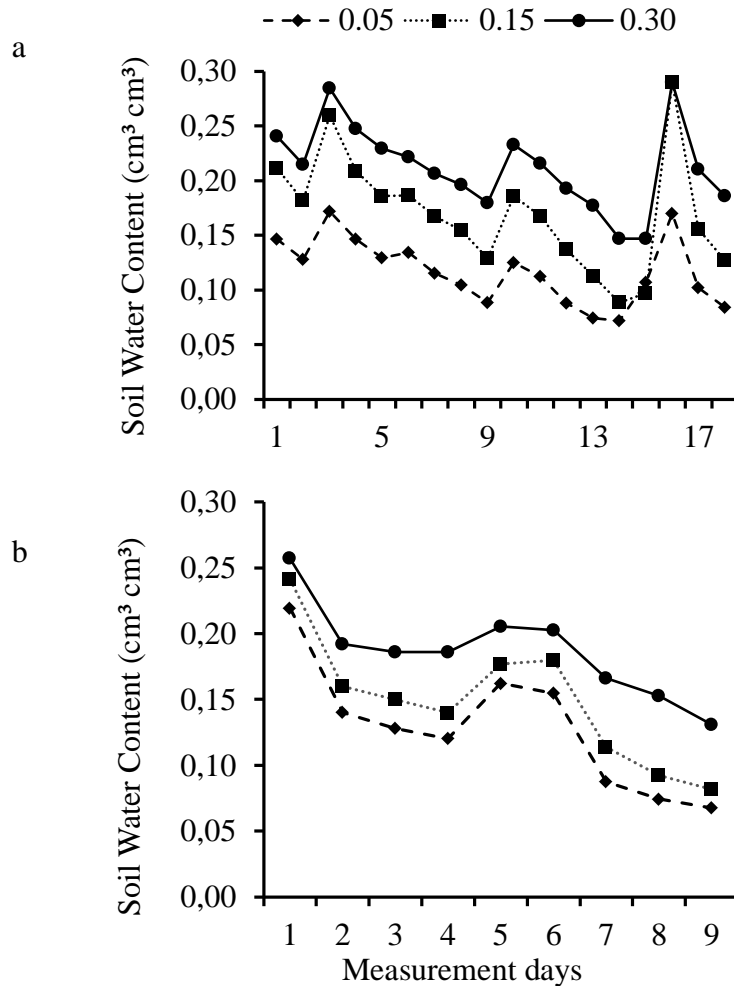 0.05 0.15 0.30
a
Soil Water Content (cm³ cm³)
0,30
0,25
0,20
0,15
0,10
0,05
0,00
1 5 9 13 17
b
Soil Water Content (cm³ cm³)
0,30
0,25
0,20
0,15
0,10
0,05
0,00
1 2 3 4 5 6 7 8 9
Measurement days